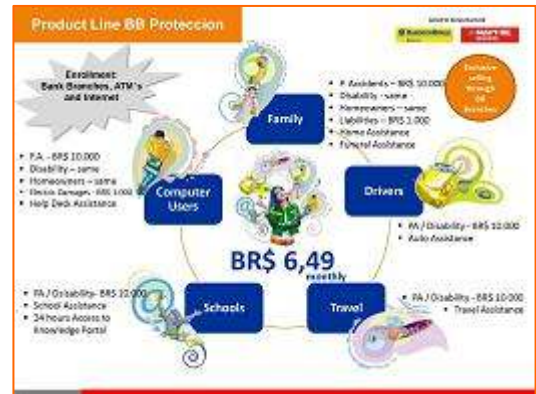 Product Line BB Proteccion
Enrollment:
Bank Branches, ATM's
and Internet
Exclusive
selling
through
BB
branches
Family
• P. Accidents – BR$ 10.000
• Disability – same
• Homeowners – same
• Liabilities – BR$ 1.000
• Home Assistance
• Funeral Assistance
• P.A. - BR$ 10.000
• Disability – same
• Homeowners – same
• Electric Damages - BR$ 1.000
• Help Desk Assistance
Computer
Users
Drivers
• PA / Disability - BR$ 10.000
• Auto Assistance
BR$ 6,49
monthly
• PA / Disability- BR$ 10.000
• School Assistance
• 24 hours Access to
Knowledge Portal
Schools
Travel
• PA / Disability - BR$ 10.000
• Travel Assistance